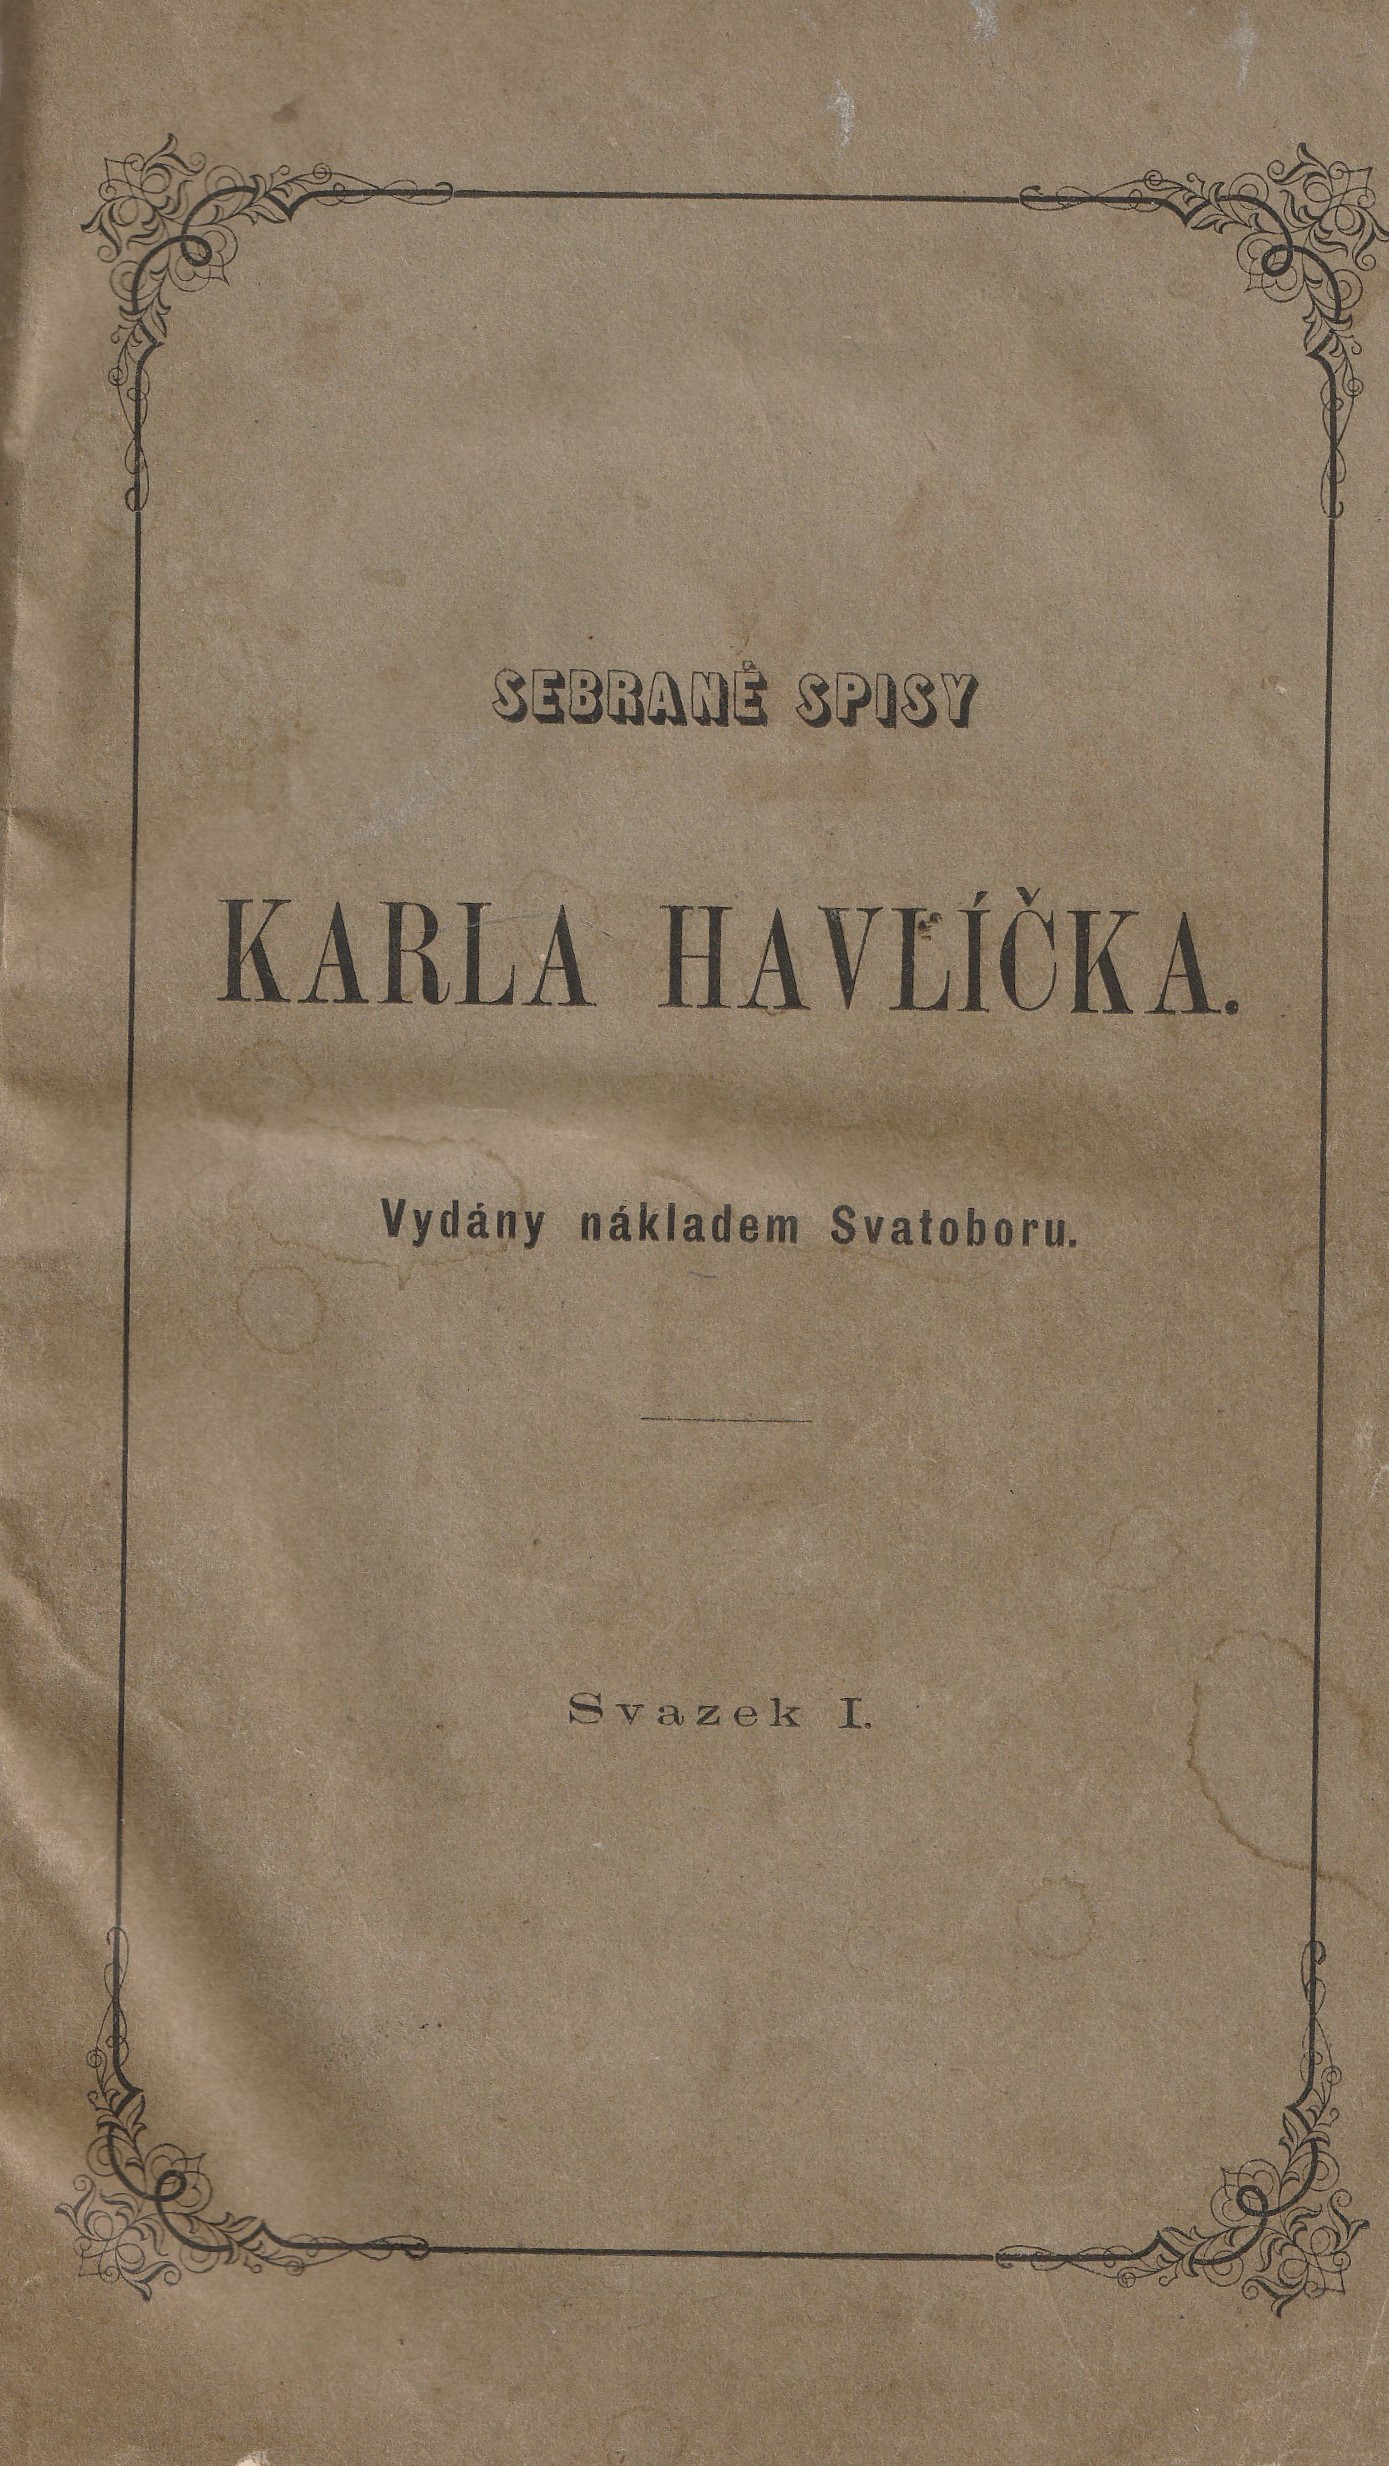 SEBRANÉ SPISY
KARLA HAVLÍČKA.
Vydány nákladem Svatoboru.
Svazek I.